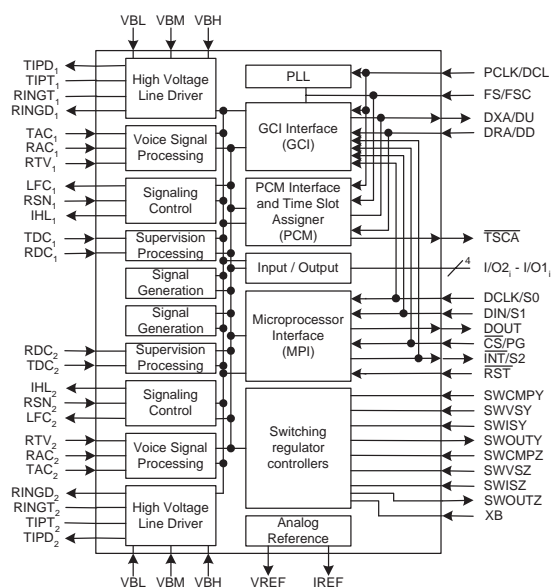 VBL VBM VBH
TIPD1
TIPT1
RINGT1
RINGD1
High Voltage
Line Driver
TAC1
RAC1
RTV1
Voice Signal
Processing
LFC1
RSN1
IHL1
Signaling
Control
TDC1
RDC1
Supervision
Processing
Signal
Generation
Signal
Generation
RDC2
TDC2
Supervision
Processing
IHL2
RSN2
LFC2
Signaling
Control
RTV2
RAC2
TAC2
Voice Signal
Processing
RINGD2
RINGT2
TIPT2
TIPD2
High Voltage
Line Driver
VBL VBM VBH
PLL
GCI Interface
(GCI)
PCM Interface
and Time Slot
Assigner
(PCM)
Input / Output
Microprocessor
Interface
(MPI)
Switching
regulator
controllers
Analog
Reference
VREF IREF
PCLK/DCL
FS/FSC
DXA/DU
DRA/DD
TSCA
4
I/O2i - I/O1i
DCLK/S0
DIN/S1
DOUT
CS/PG
INT/S2
RST
SWCMPY
SWVSY
SWISY
SWOUTY
SWCMPZ
SWVSZ
SWISZ
SWOUTZ
XB